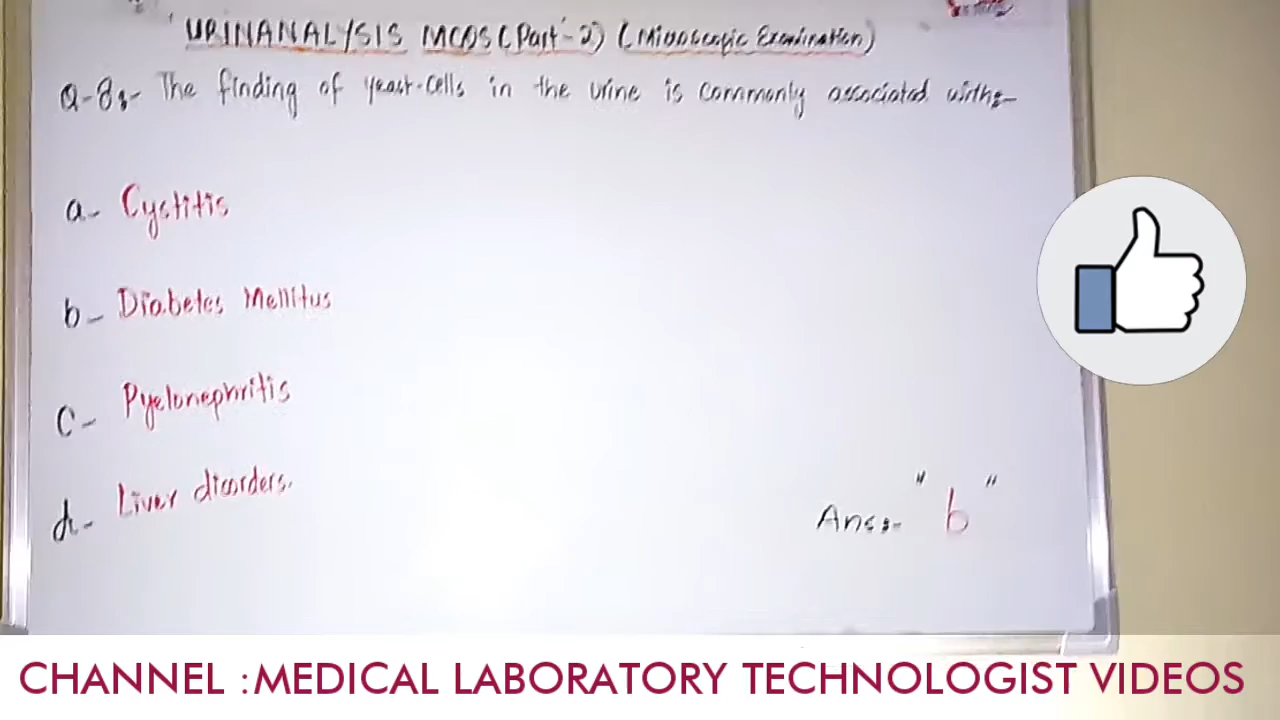 URINANALYSIS MCQS (Part-2) (Microscopic Examination)
Q-8:- The finding of yeast-cells in the urine is commonly associated with:-
a- Cystitis
b- Diabetes Mellitus
c- Pyelonephritis
d- Liver disorders.
Ans:- "b"
CHANNEL :MEDICAL LABORATORY TECHNOLOGIST VIDEOS